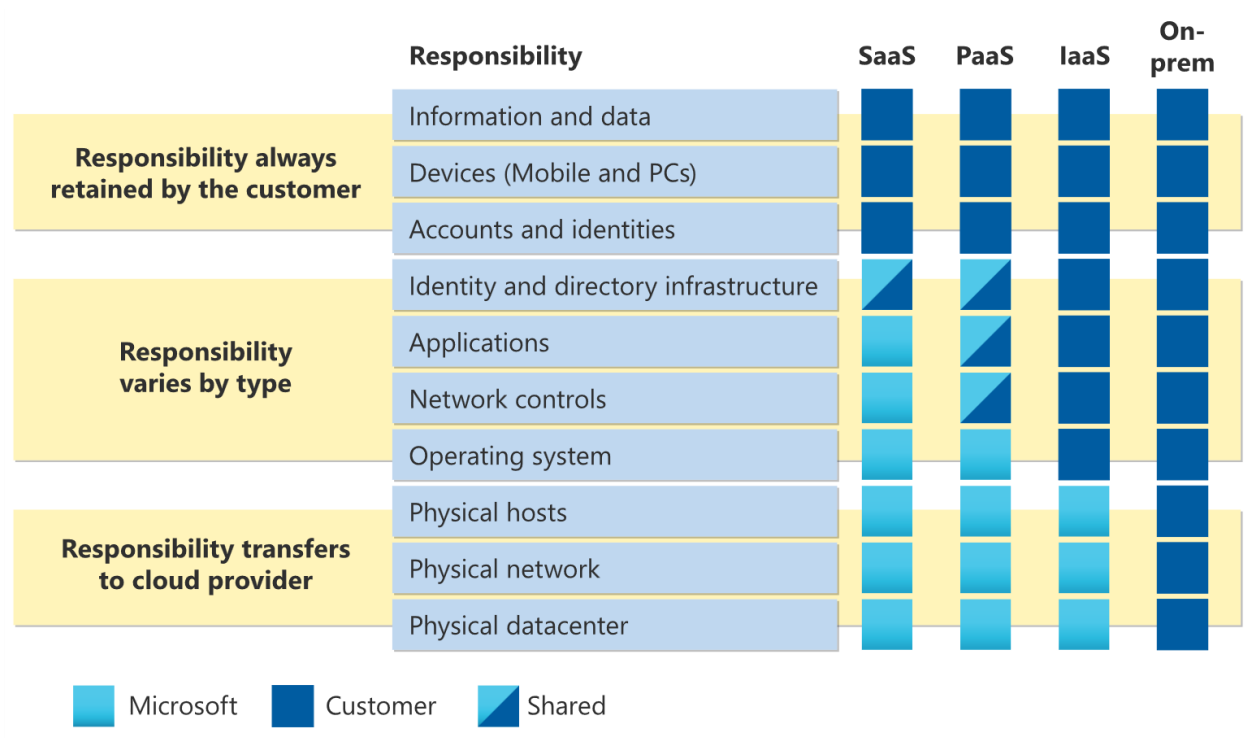 Responsibility SaaS PaaS IaaS On-
prem
Responsibility always
retained by the customer
Information and data
Devices (Mobile and PCs)
Accounts and identities
Responsibility
varies by type
Identity and directory infrastructure
Applications
Network controls
Operating system
Responsibility transfers
to cloud provider
Physical hosts
Physical network
Physical datacenter
Microsoft Customer Shared